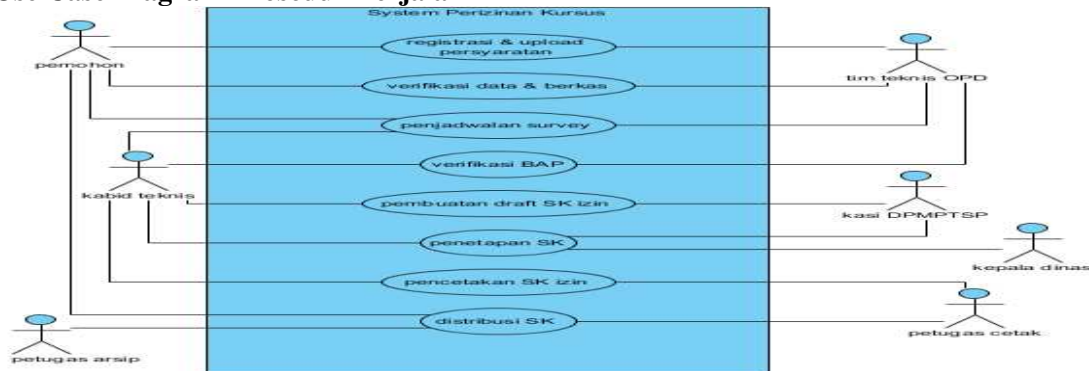 System Perizinan Kursus
pemohon
registrasi & upload
persyaratan
tim teknis OPD
verifikasi data & berkas
penjadwalan survey
verifikasi BAP
kabid teknis
pembuatan draft SK izin
kasi DPMPTSP
penetapan SK
kepala dinas
pencetakan SK izin
distribusi SK
petugas cetak
petugas arsip